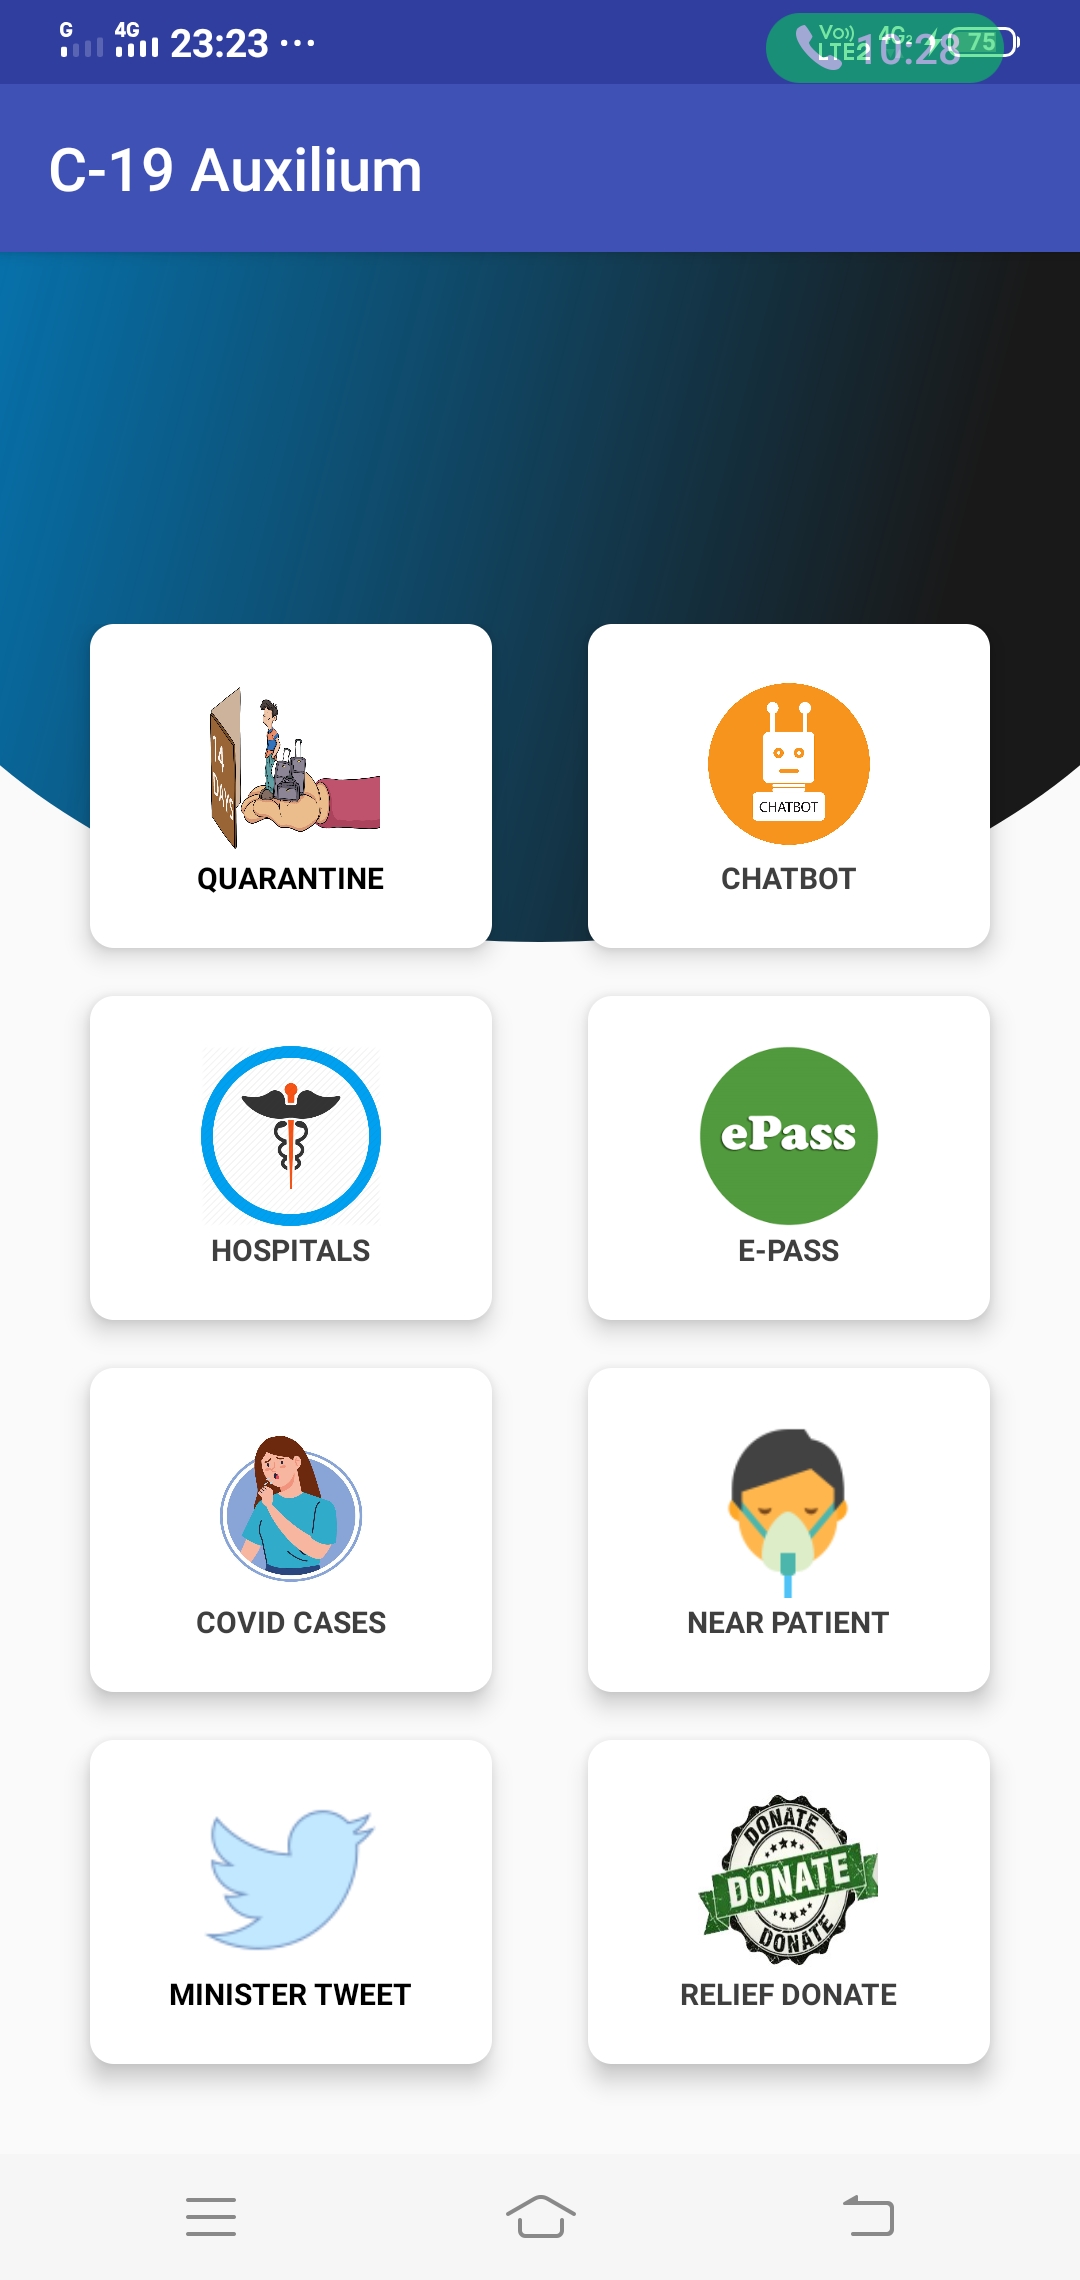 G 4G 23:23 ...
Vo)) LTE2 4G 10:28 75
C-19 Auxilium
14 DAYS
QUARANTINE
CHATBOT
CHATBOT
ePass
HOSPITALS
E-PASS
COVID CASES
NEAR PATIENT
DONATE
DONATE
DONATE
MINISTER TWEET
RELIEF DONATE